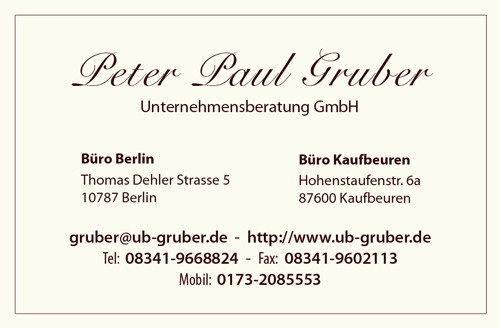 Peter Paul Gruber
Unternehmensberatung GmbH
Büro Berlin
Thomas Dehler Strasse 5
10787 Berlin
Büro Kaufbeuren
Hohenstaufenstr. 6a
87600 Kaufbeuren
gruber@ub-gruber.de - http://www.ub-gruber.de
Tel: 08341-9668824 - Fax: 08341-9602113
Mobil: 0173-2085553